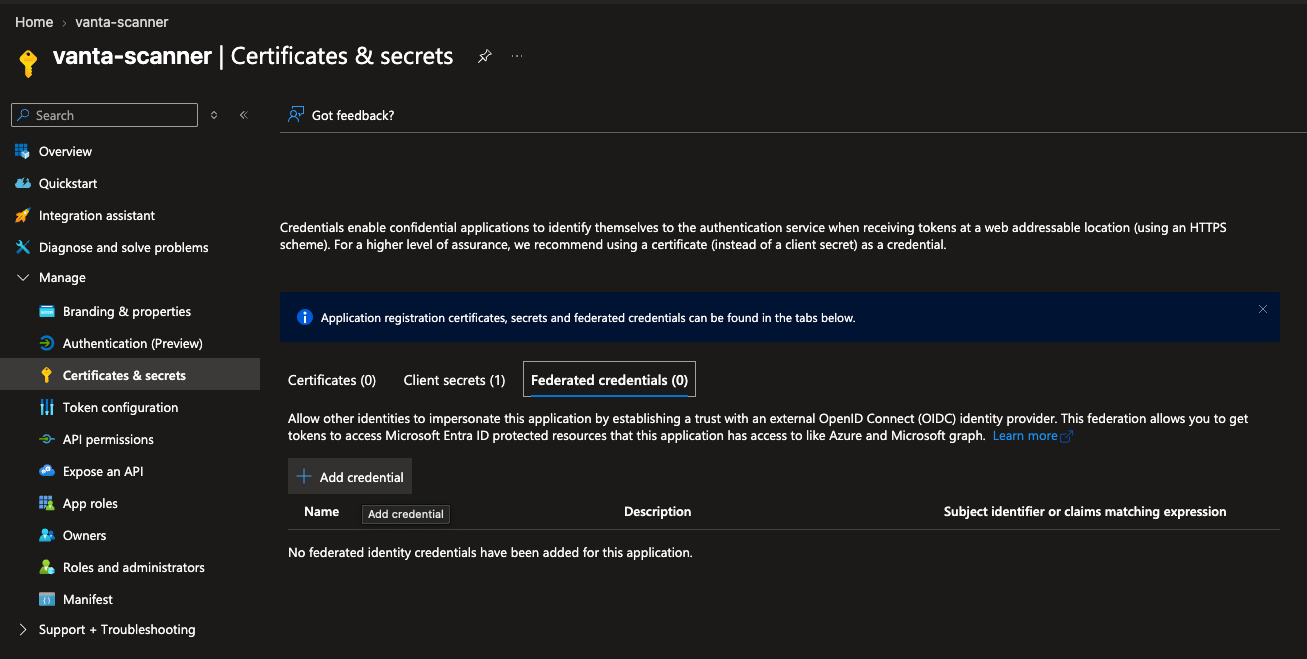 Home > vanta-scanner
vanta-scanner | Certificates & secrets
Search
Got feedback?
Overview
Quickstart
Integration assistant
Diagnose and solve problems
Manage
Branding & properties
Authentication (Preview)
Certificates & secrets
Token configuration
API permissions
Expose an API
App roles
Owners
Roles and administrators
Manifest
Support + Troubleshooting
Credentials enable confidential applications to identify themselves to the authentication service when receiving tokens at a web addressable location (using an HTTPS
scheme). For a higher level of assurance, we recommend using a certificate (instead of a client secret) as a credential.
Application registration certificates, secrets and federated credentials can be found in the tabs below.
Certificates (0) Client secrets (1) Federated credentials (0)
Allow other identities to impersonate this application by establishing a trust with an external OpenID Connect (OIDC) identity provider. This federation allows you to get
tokens to access Microsoft Entra ID protected resources that this application has access to like Azure and Microsoft graph. Learn more
Add credential
Name Description Subject identifier or claims matching expression
Add credential
No federated identity credentials have been added for this application.